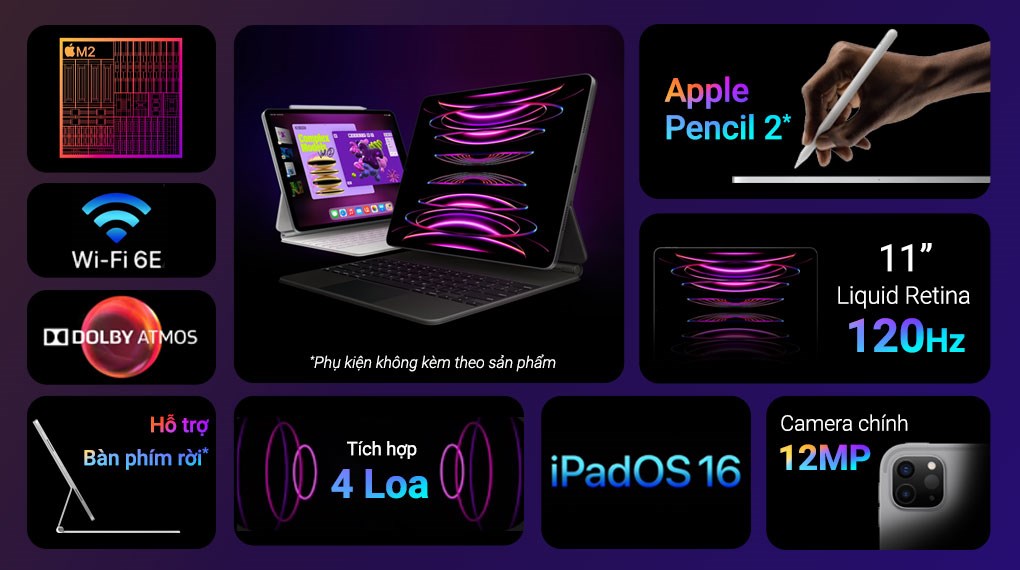 M2
Wi-Fi 6E
DOLBY ATMOS
Hỗ trợ
Bàn phím rời*
*Phụ kiện không kèm theo sản phẩm
Tích hợp
4 Loa
Apple
Pencil 2*
11”
Liquid Retina
120Hz
iPadOS 16
Camera chính
12MP